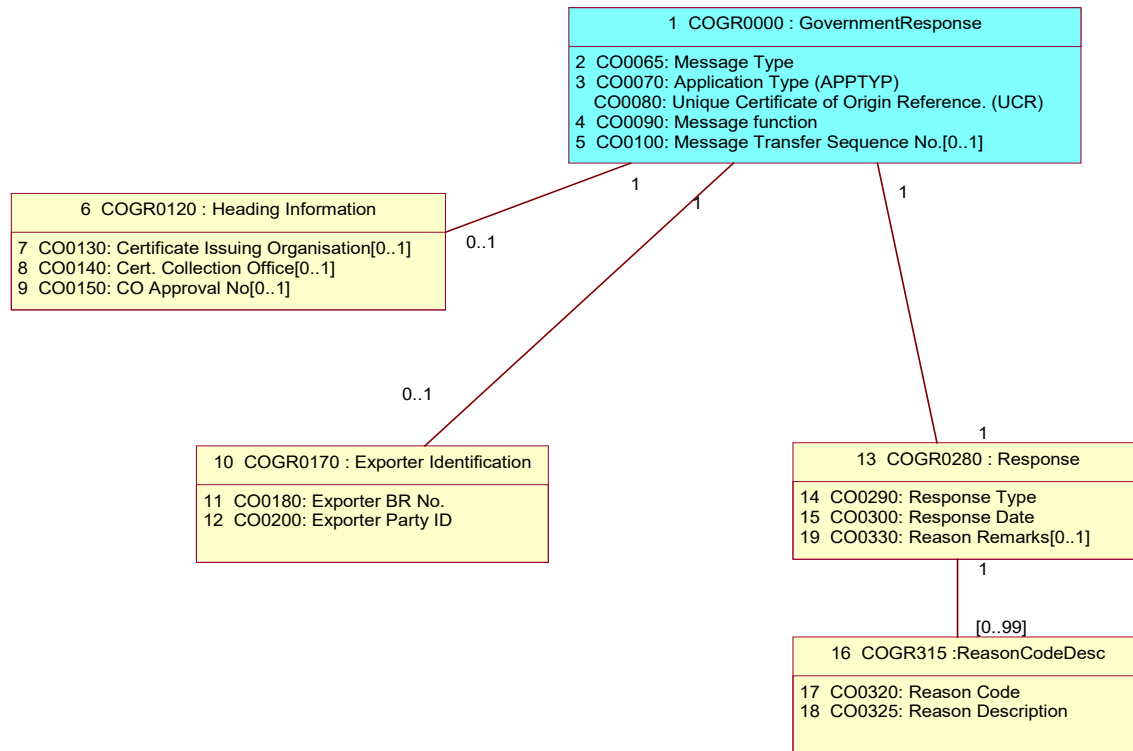 1 COGR0000 : GovernmentResponse
2 CO0065: Message Type
3 CO0070: Application Type (APPTYP)
CO0080: Unique Certificate of Origin Reference. (UCR)
4 CO0090: Message function
5 CO0100: Message Transfer Sequence No.[0..1]
1
1
1
0..1
6 COGR0120 : Heading Information
7 CO0130: Certificate Issuing Organisation[0..1]
8 CO0140: Cert. Collection Office[0..1]
9 CO0150: CO Approval No[0..1]
0..1
1
10 COGR0170 : Exporter Identification
11 CO0180: Exporter BR No.
12 CO0200: Exporter Party ID
13 COGR0280 : Response
14 CO0290: Response Type
15 CO0300: Response Date
19 CO0330: Reason Remarks[0..1]
1
[0..99]
16 COGR315 :ReasonCodeDesc
17 CO0320: Reason Code
18 CO0325: Reason Description